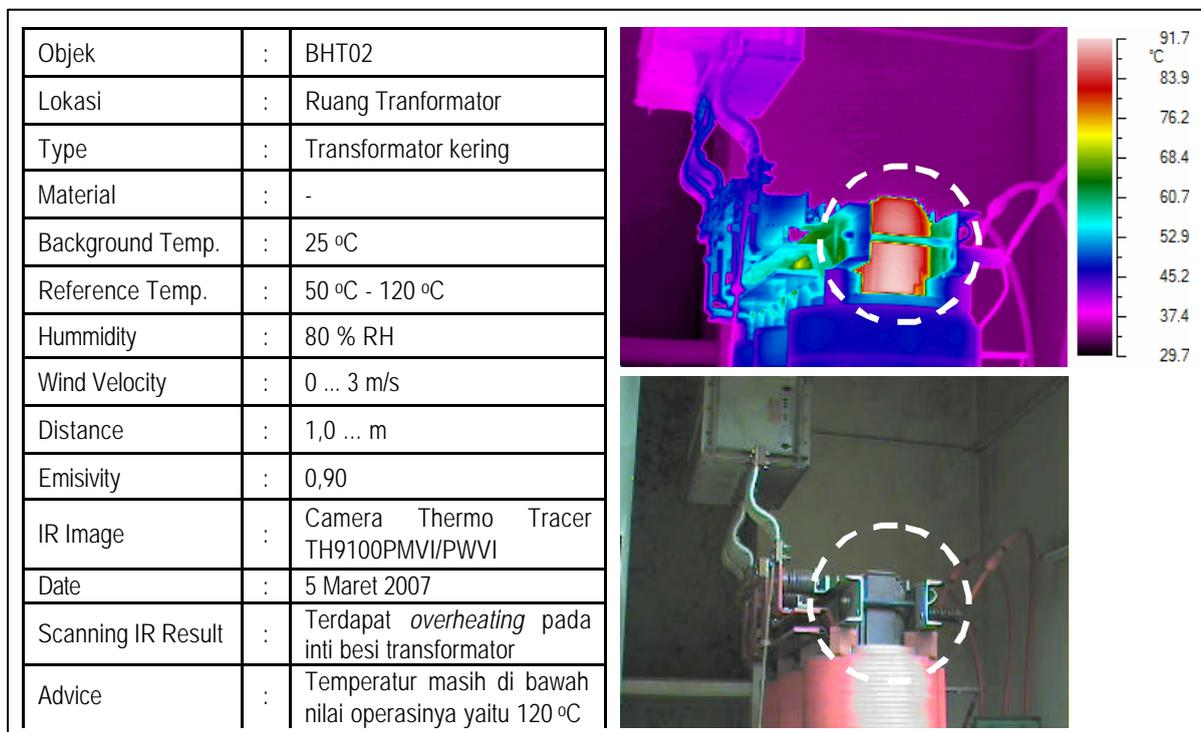 Objek : BHT02
Lokasi : Ruang Tranformator
Type : Transformator kering
Material : -
Background Temp. : 25 ºC
Reference Temp. : 50 ºC - 120 ºC
Hummidity : 80 % RH
Wind Velocity : 0 ... 3 m/s
Distance : 1,0 ... m
Emisivity : 0,90
IR Image : Camera Thermo Tracer
TH9100PMVI/PWVI
Date : 5 Maret 2007
Scanning IR Result : Terdapat overheating pada
inti besi transformator
Advice : Temperatur masih di bawah
nilai operasinya yaitu 120 ºC
91.7
°C
83.9
76.2
68.4
60.7
52.9
45.2
37.4
29.7